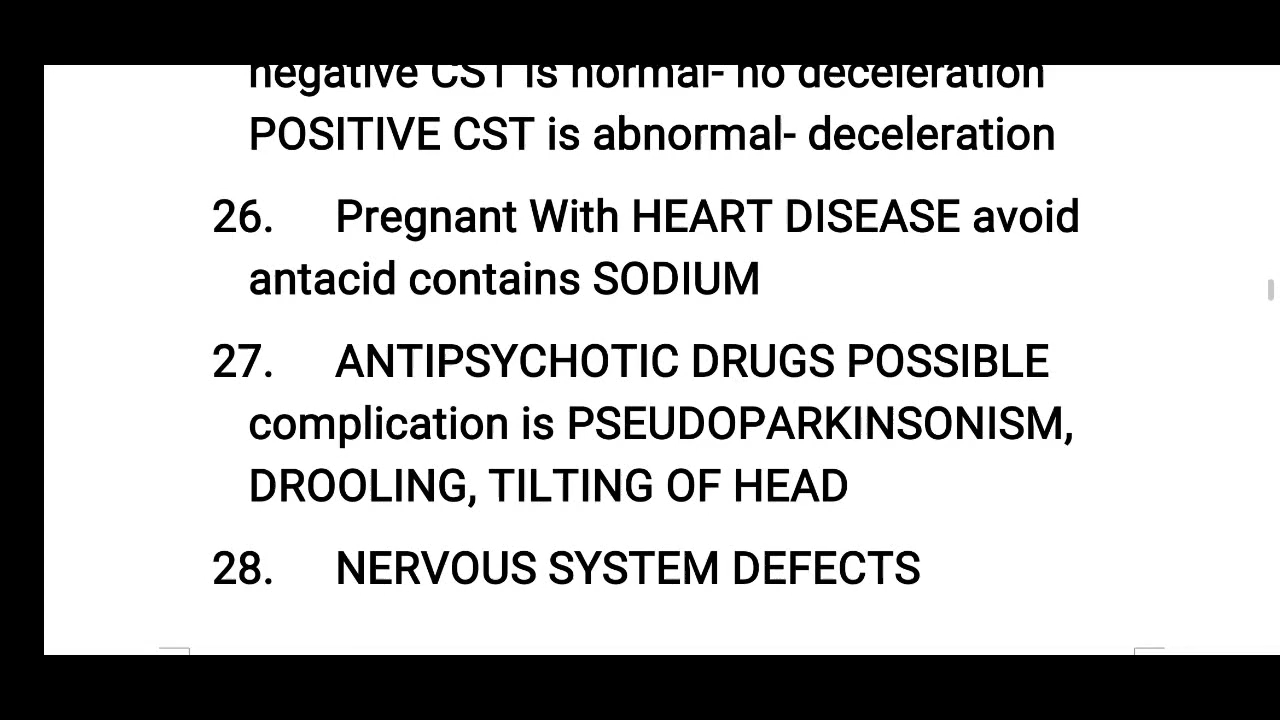 negative CST is normal- no deceleration
POSITIVE CST is abnormal- deceleration
26. Pregnant With HEART DISEASE avoid
antacid contains SODIUM
27. ANTIPSYCHOTIC DRUGS POSSIBLE
complication is PSEUDOPARKINSONISM,
DROOLING, TILTING OF HEAD
28. NERVOUS SYSTEM DEFECTS